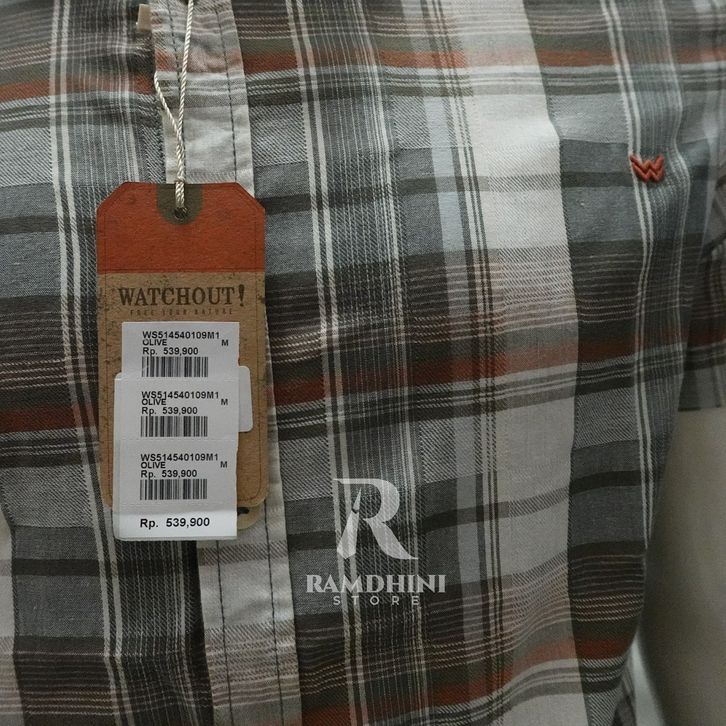 WATCHOUT!
FEEL YOUR NATURE
WS514540109M1
OLIVE M
Rp. 539,900
WS514540109M1
OLIVE M
Rp. 539,900
WS514540109M1
OLIVE M
Rp. 539,900
Rp. 539,900
R
RAMDHINI
STORE